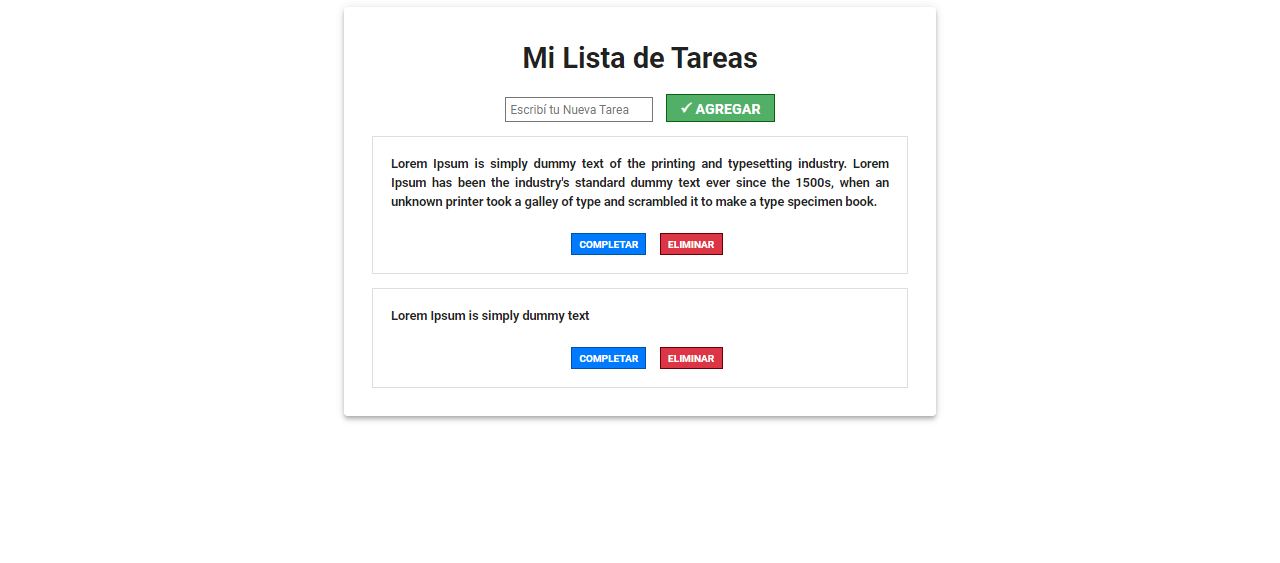 Mi Lista de Tareas
Escribí tu Nueva Tarea
✓ AGREGAR
Lorem Ipsum is simply dummy text of the printing and typesetting industry. Lorem
Ipsum has been the industry's standard dummy text ever since the 1500s, when an
unknown printer took a galley of type and scrambled it to make a type specimen book.
COMPLETAR ELIMINAR
Lorem Ipsum is simply dummy text
COMPLETAR ELIMINAR